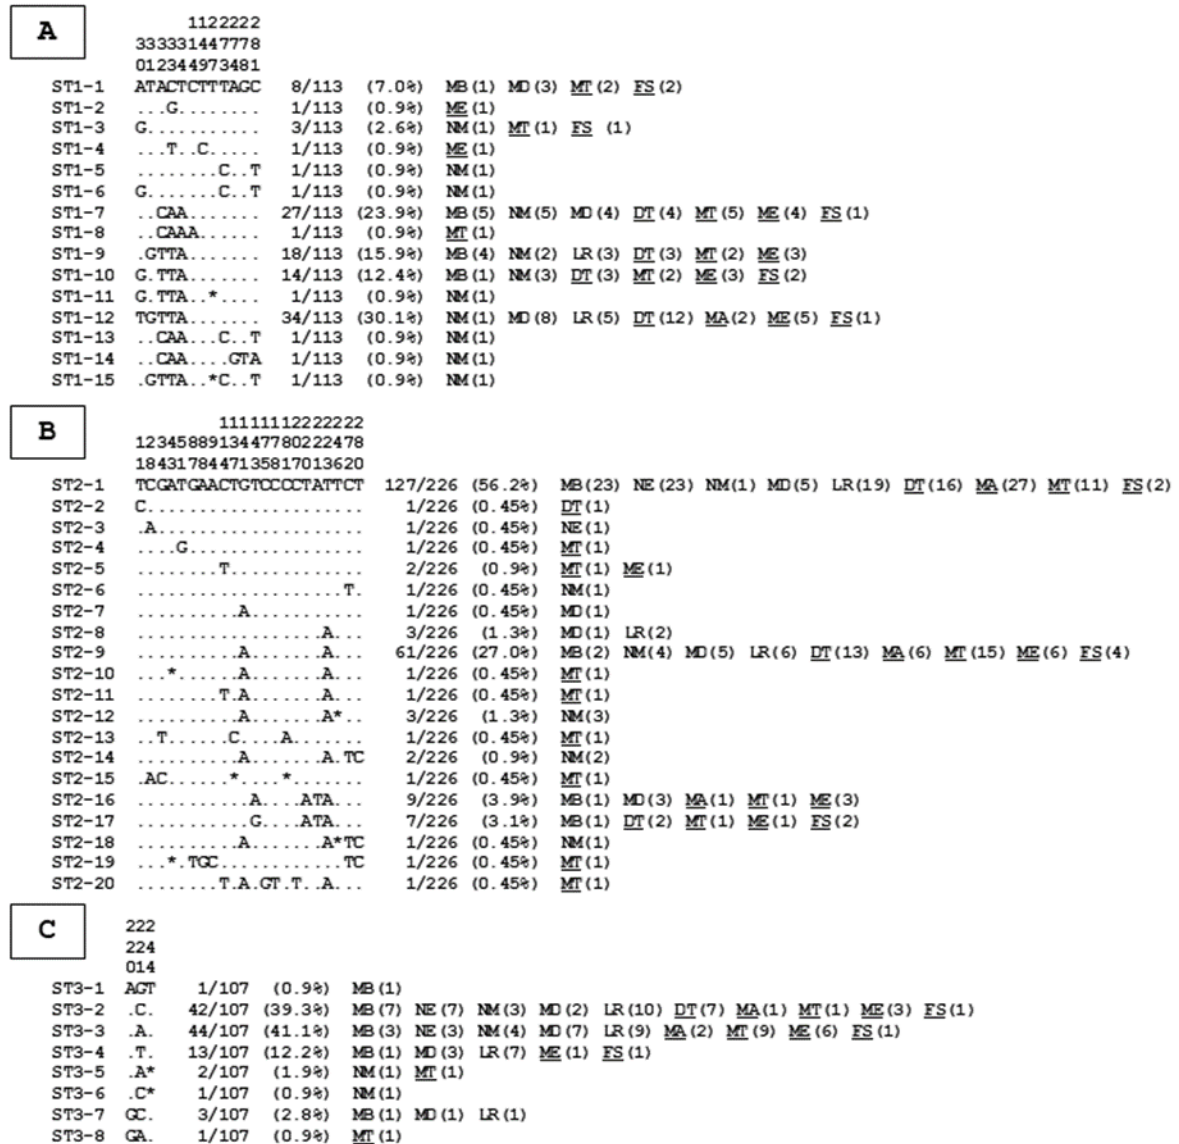 A
112222
333331447778
012344973481
ST1-1 ATACTCTTTAGC 8/113 (7.0%) MB(1) MD(3) MT(2) FS(2)
ST1-2 ...G........ 1/113 (0.9%) ME(1)
ST1-3 G........... 3/113 (2.6%) NM(1) MT(1) FS (1)
ST1-4 ...T..C..... 1/113 (0.9%) ME(1)
ST1-5 ........C..T 1/113 (0.9%) NM(1)
ST1-6 G.......C..T 1/113 (0.9%) NM(1)
ST1-7 ..CAA....... 27/113 (23.9%) MB(5) NM(5) MD(4) DT(4) MT(5) ME(4) FS(1)
ST1-8 ..CAAA...... 1/113 (0.9%) MT(1)
ST1-9 .GTTA....... 18/113 (15.9%) MB(4) NM(2) LR(3) DT(3) MT(2) ME(3)
ST1-10 G.TTA....... 14/113 (12.4%) MB(1) NM(3) DT(3) MT(2) ME(3) FS(2)
ST1-11 G.TTA..*.... 1/113 (0.9%) NM(1)
ST1-12 TGTTA....... 34/113 (30.1%) NM(1) MD(8) LR(5) DT(12) MA(2) ME(5) FS(1)
ST1-13 ..CAA...C..T 1/113 (0.9%) NM(1)
ST1-14 ..CAA....GTA 1/113 (0.9%) NM(1)
ST1-15 .GTTA..*C..T 1/113 (0.9%) NM(1)
B
11111112222222
1234588913447780222478
1843178447135817013620
ST2-1 TCGATGAACTGTCCCCTATTCT 127/226 (56.2%) MB(23) NE(23) NM(1) MD(5) LR(19) DT(16) MA(27) MT(11) FS(2)
ST2-2 C..................... 1/226 (0.45%) DT(1)
ST2-3 .A.................... 1/226 (0.45%) NE(1)
ST2-4 ....G................. 1/226 (0.45%) MT(1)
ST2-5 ........T............. 2/226 (0.9%) MT(1) ME(1)
ST2-6 ....................T. 1/226 (0.45%) NM(1)
ST2-7 ..........A........... 1/226 (0.45%) MD(1)
ST2-8 ..................A... 3/226 (1.3%) MD(1) LR(2)
ST2-9 ..........A.......A... 61/226 (27.0%) MB(2) NM(4) MD(5) LR(6) DT(13) MA(6) MT(15) ME(6) FS(4)
ST2-10 ...*......A.......A... 1/226 (0.45%) MT(1)
ST2-11 ........T.A.......A... 1/226 (0.45%) MT(1)
ST2-12 ..........A.......A*.. 3/226 (1.3%) NM(3)
ST2-13 ..T......C....A....... 1/226 (0.45%) MT(1)
ST2-14 ..........A.......A.TC 2/226 (0.9%) NM(2)
ST2-15 .AC......*....*....... 1/226 (0.45%) MT(1)
ST2-16 ...........A....ATA... 9/226 (3.9%) MB(1) MD(3) MA(1) MT(1) ME(3)
ST2-17 ...........G....ATA... 7/226 (3.1%) MB(1) DT(2) MT(1) ME(1) FS(2)
ST2-18 ..........A.......A*TC 1/226 (0.45%) NM(1)
ST2-19 ...*.TGC............TC 1/226 (0.45%) MT(1)
ST2-20 ........T.A.GT.T..A... 1/226 (0.45%) MT(1)
C
222
224
014
ST3-1 AGT 1/107 (0.9%) MB(1)
ST3-2 .C. 42/107 (39.3%) MB(7) NE(7) NM(3) MD(2) LR(10) DT(7) MA(1) MT(1) ME(3) FS(1)
ST3-3 .A. 44/107 (41.1%) MB(3) NE(3) NM(4) MD(7) LR(9) MA(2) MT(9) ME(6) FS(1)
ST3-4 .T. 13/107 (12.2%) MB(1) MD(3) LR(7) ME(1) FS(1)
ST3-5 .A* 2/107 (1.9%) NM(1) MT(1)
ST3-6 .C* 1/107 (0.9%) NM(1)
ST3-7 GC. 3/107 (2.8%) MB(1) MD(1) LR(1)
ST3-8 GA. 1/107 (0.9%) MT(1)